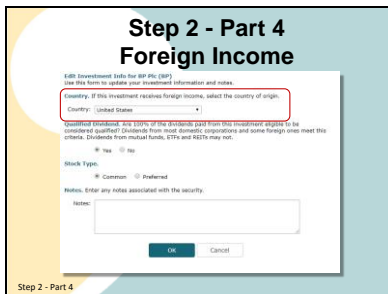 Step 2 - Part 4
Foreign Income
Edit Investment Info for BP Plc (BP)
Use this form to update your investment information and notes.
Country. If this investment receives foreign income, select the country of origin.
Country: United States
Qualified Dividend. Are 100% of the dividends paid from this investment eligible to be
considered qualified? Dividends from most domestic corporations and some foreign ones meet this
criteria. Dividends from mutual funds, ETFs and REITs may not.
Yes No
Stock Type.
Common Preferred
Notes. Enter any notes associated with the security.
Notes:
OK Cancel
Step 2 - Part 4